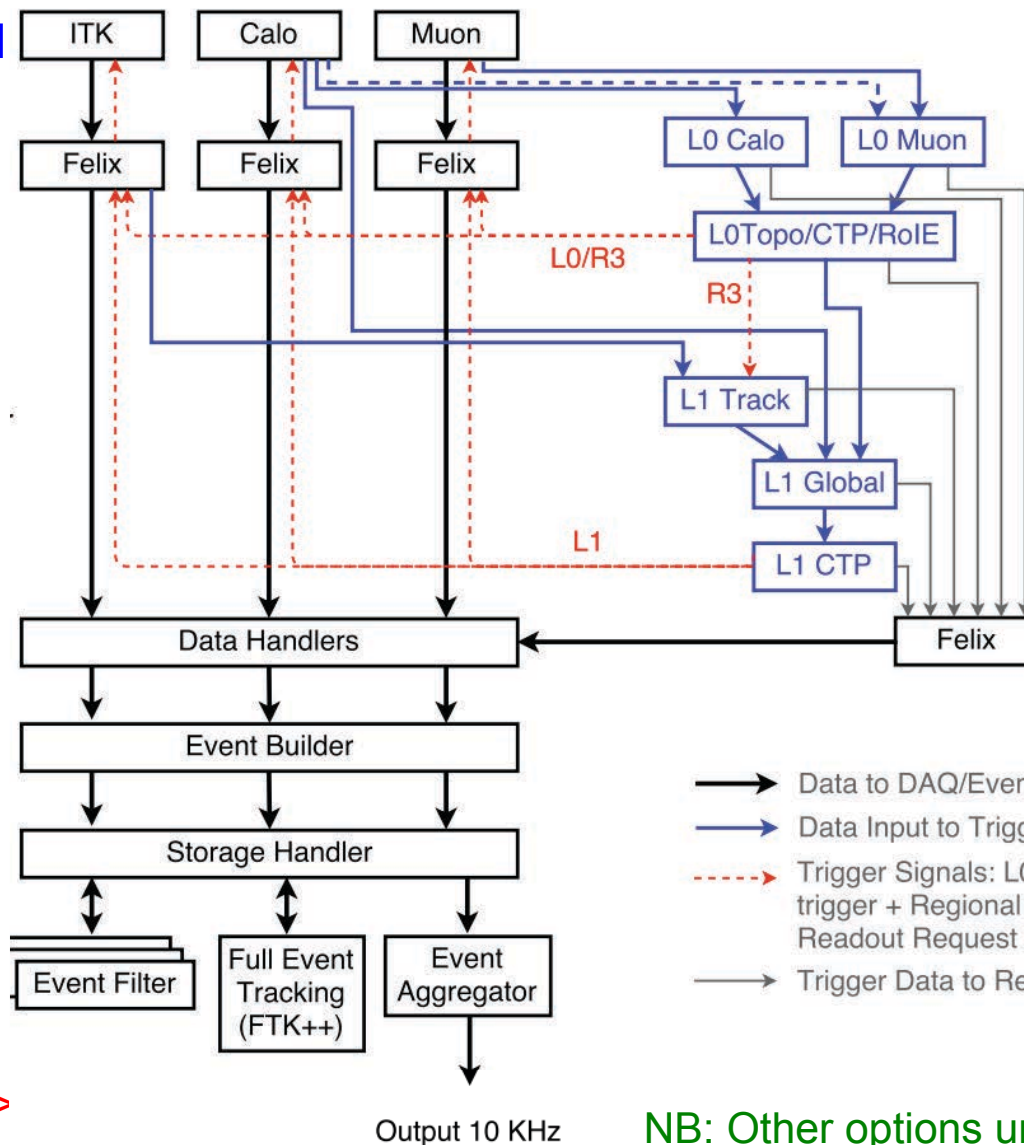 ITK
Calo
Muon
Felix
Felix
Felix
L0 Calo
L0 Muon
L0Topo/CTP/RoIE
L0/R3
R3
L1 Track
L1 Global
L1
L1 CTP
Data Handlers
Felix
Event Builder
Data to DAQ/Even
Data Input to Trigg
Storage Handler
Trigger Signals: L0
trigger + Regional
Readout Request
Event Filter
Full Event
Tracking
(FTK++)
Event
Aggregator
Trigger Data to Re
>
Output 10 KHz
NB: Other options un